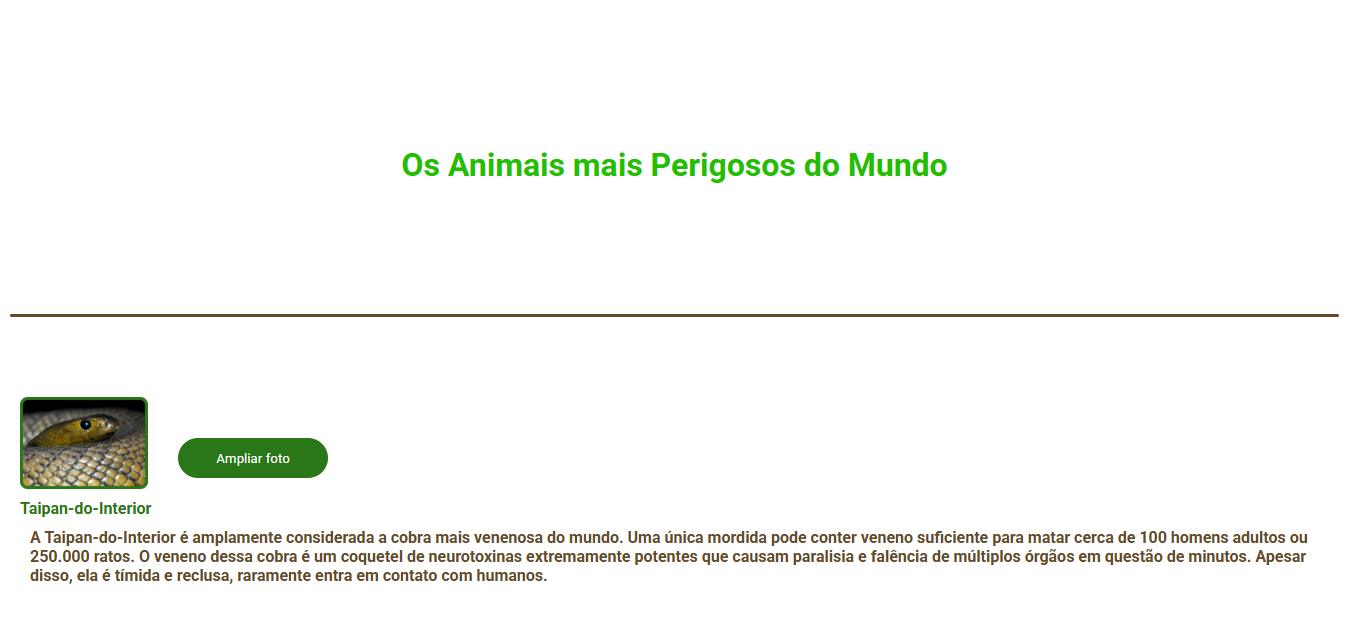 Os Animais mais Perigosos do Mundo
Ampliar foto
Taipan-do-Interior
A Taipan-do-Interior é amplamente considerada a cobra mais venenosa do mundo. Uma única mordida pode conter veneno suficiente para matar cerca de 100 homens adultos ou
250.000 ratos. O veneno dessa cobra é um coquetel de neurotoxinas extremamente potentes que causam paralisia e falência de múltiplos órgãos em questão de minutos. Apesar
disso, ela é tímida e reclusa, raramente entra em contato com humanos.